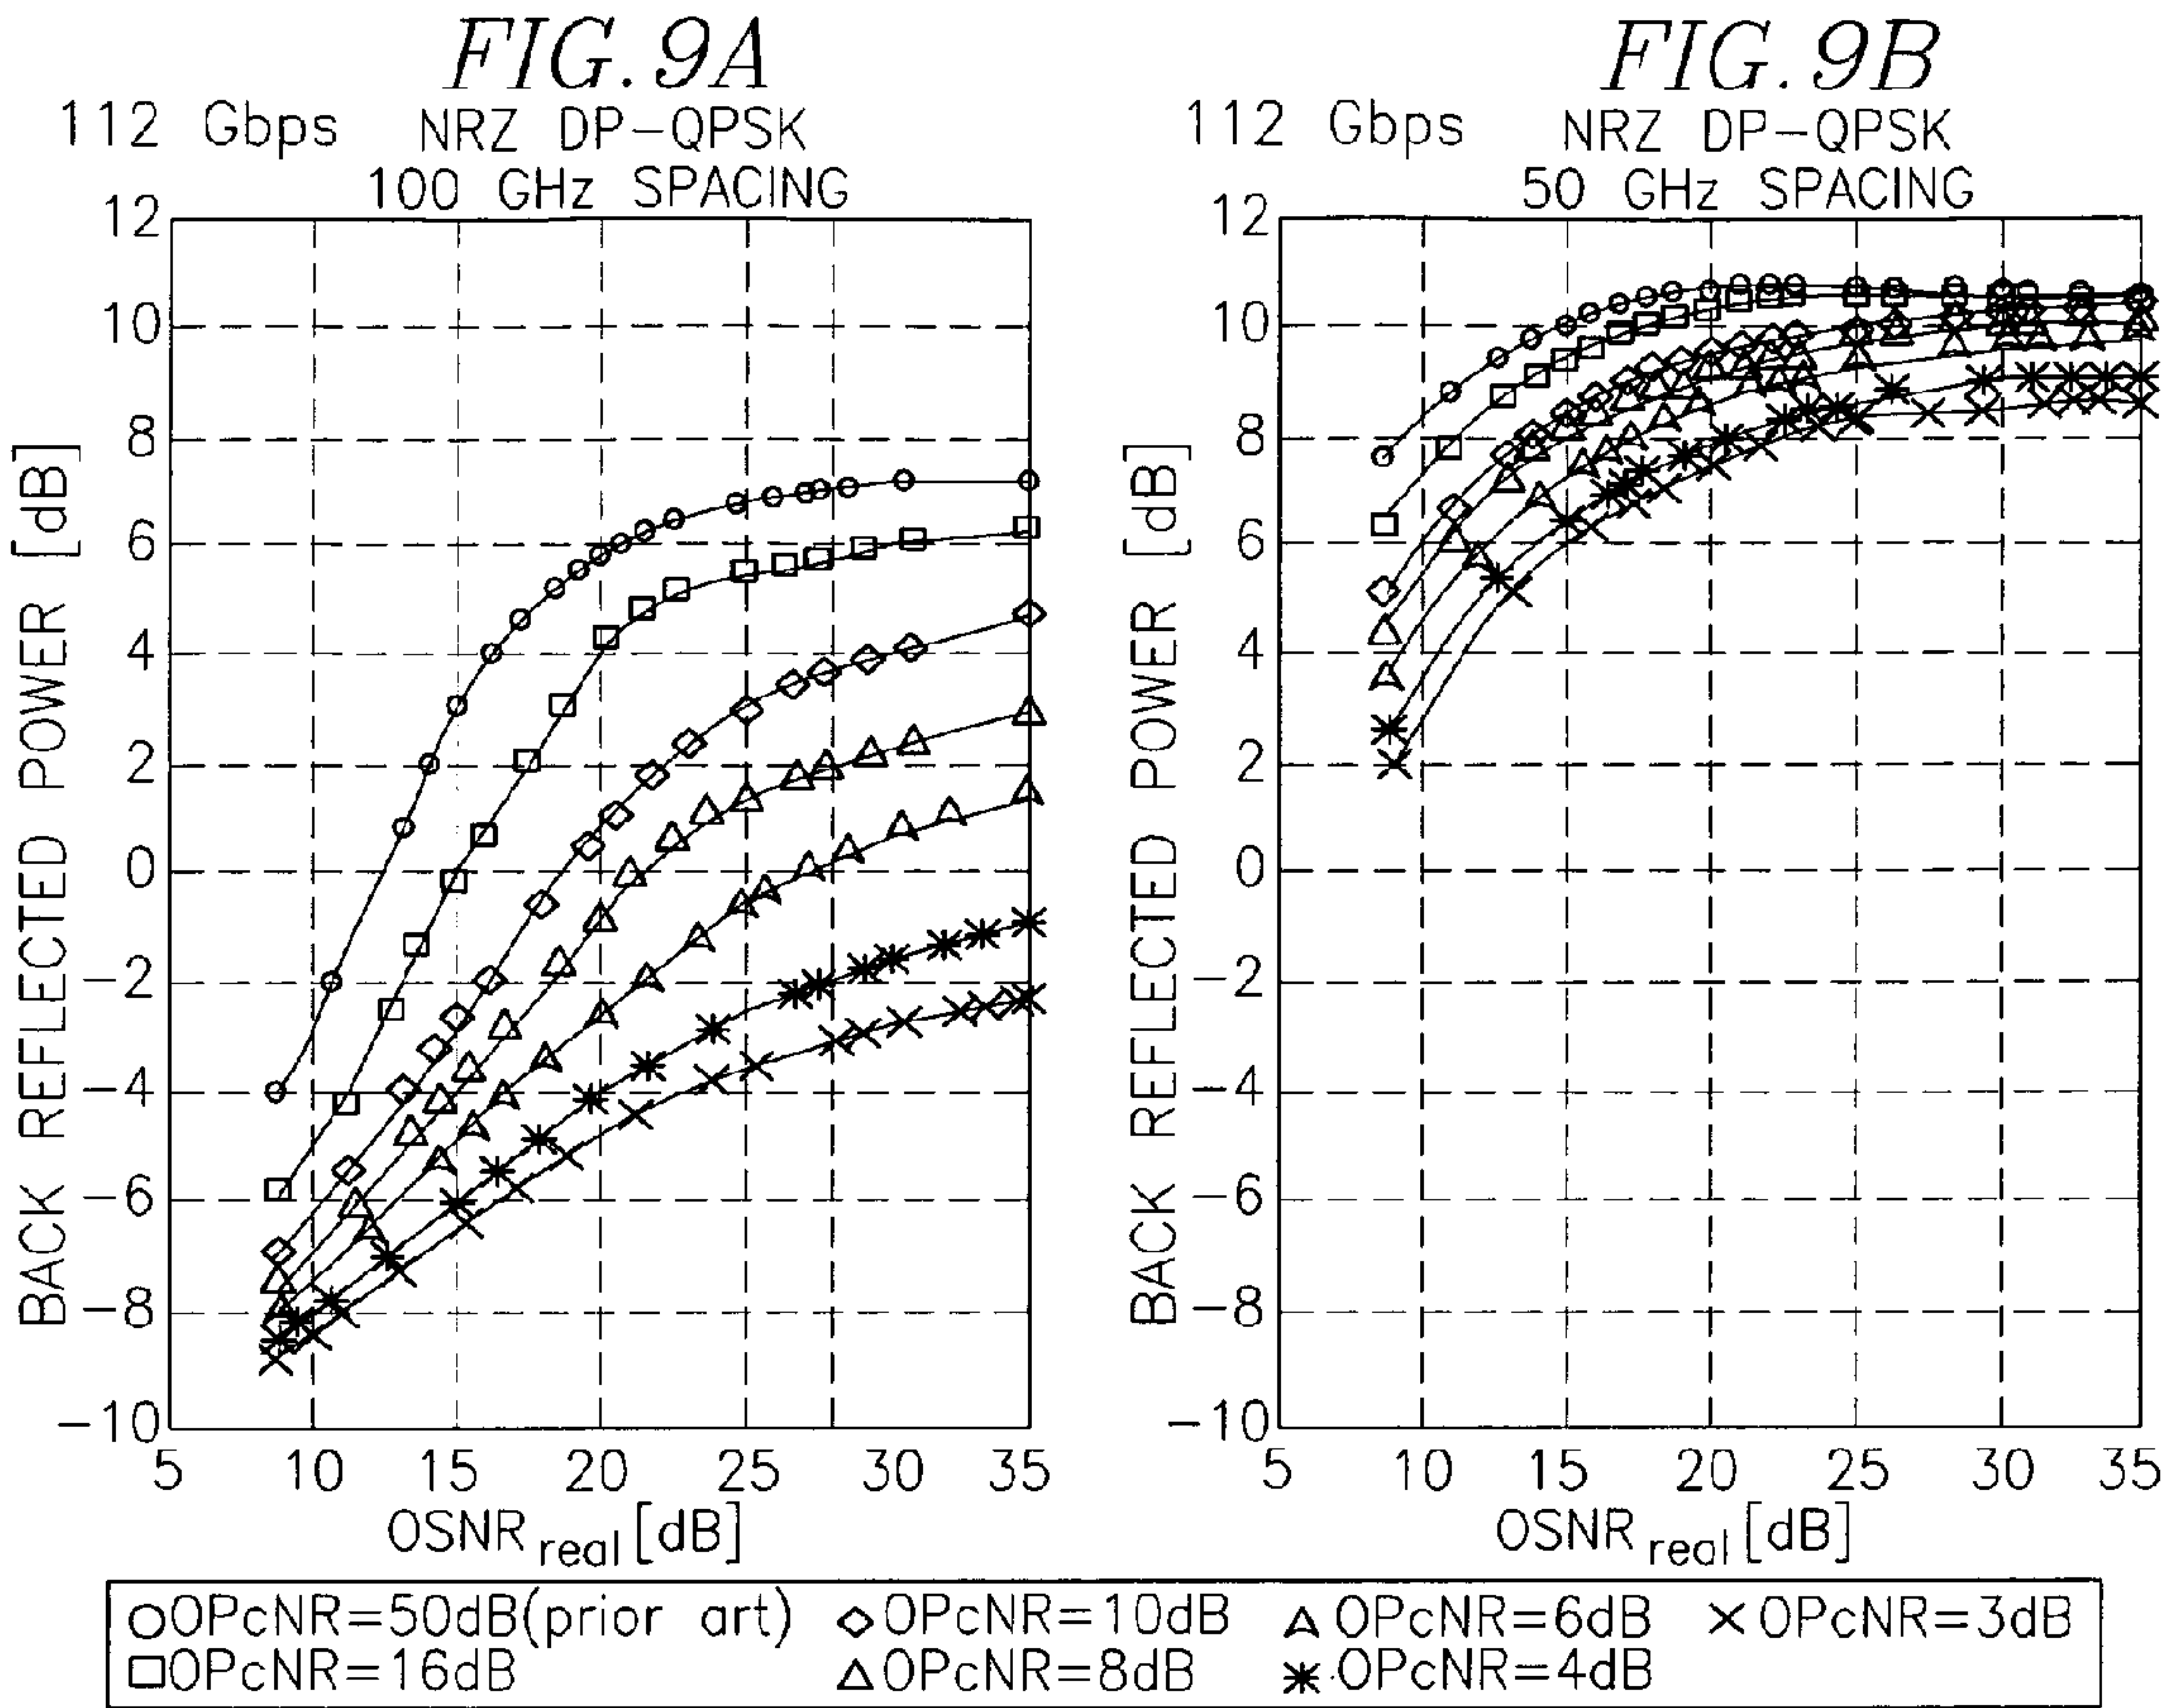 FIG. 9A
112 Gbps NRZ DP-QPSK
100 GHz SPACING
BACK REFLECTED POWER [dB]
12
10
8
6
4
2
0
-2
-4
-6
-8
-10
5 10 15 20 25 30 35
OSNR real [dB]
FIG. 9B
112 Gbps NRZ DP-QPSK
50 GHz SPACING
BACK REFLECTED POWER [dB]
12
10
8
6
4
2
0
-2
-4
-6
-8
-10
5 10 15 20 25 30 35
OSNR real [dB]
OPcNR=50dB(prior art) OPcNR=10dB OPcNR=6dB OPcNR=3dB
OPcNR=16dB OPcNR=8dB OPcNR=4dB